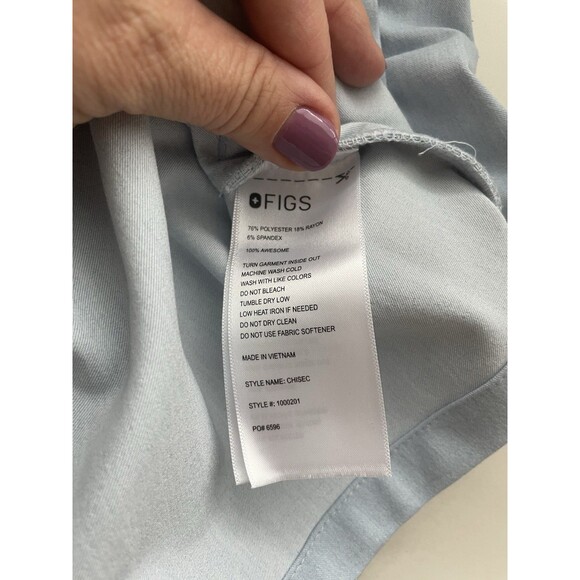 FIGS
76% POLYESTER 18% RAYON
6% SPANDEX
100% AWESOME
TURN GARMENT INSIDE OUT
MACHINE WASH COLD
WASH WITH LIKE COLORS
DO NOT BLEACH
TUMBLE DRY LOW
LOW HEAT IRON IF NEEDED
DO NOT DRY CLEAN
DO NOT USE FABRIC SOFTENER
MADE IN VIETNAM
STYLE NAME: CHISEC
STYLE #: 1000201
PO# 6596